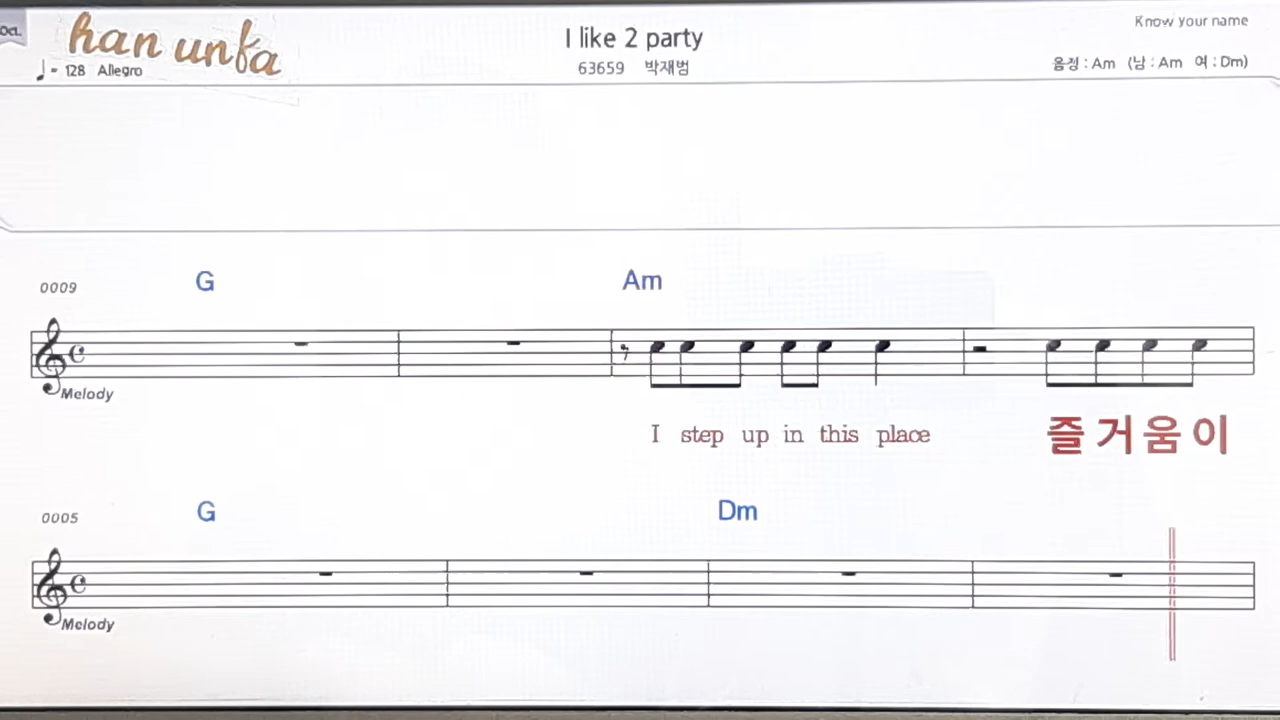 han unfa
I like 2 party
Know your name
♩= 128 Allegro
63659 박재범
음정 : Am (남 : Am 여 : Dm)
0009
G Am
Melody
I step up in this place 즐거움이
0005
G Dm
Melody